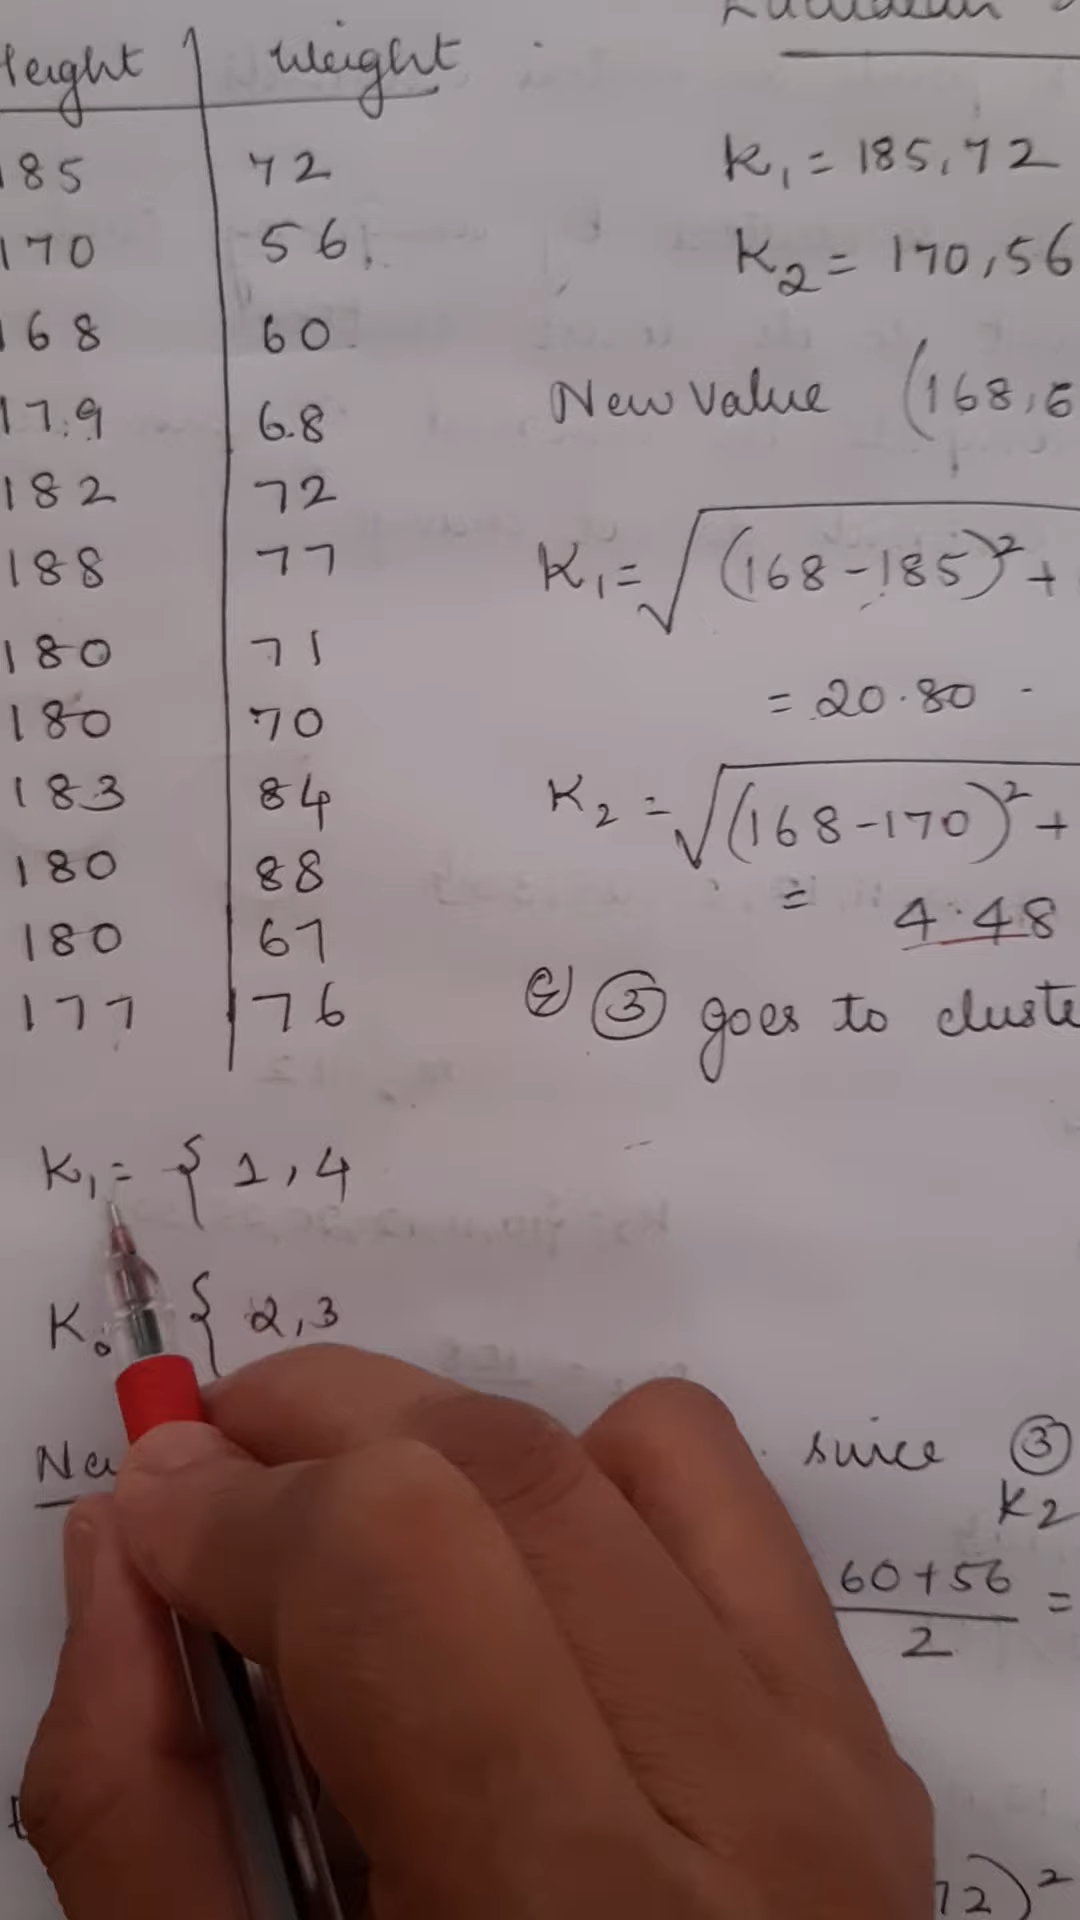 Height Weight
185 72
170 56
168 60
179 68
182 72
188 77
180 71
180 70
183 84
180 88
180 67
177 76
K1 = { 1, 4
K { 2, 3
K1 = 185, 72
K2 = 170, 56
New Value (168, 6
K1 = √(168-185)² +
= 20.80
K2 = √(168-170)² +
= 4.48
③ goes to cluste
since ③
K2
60+56 =
2
72)²